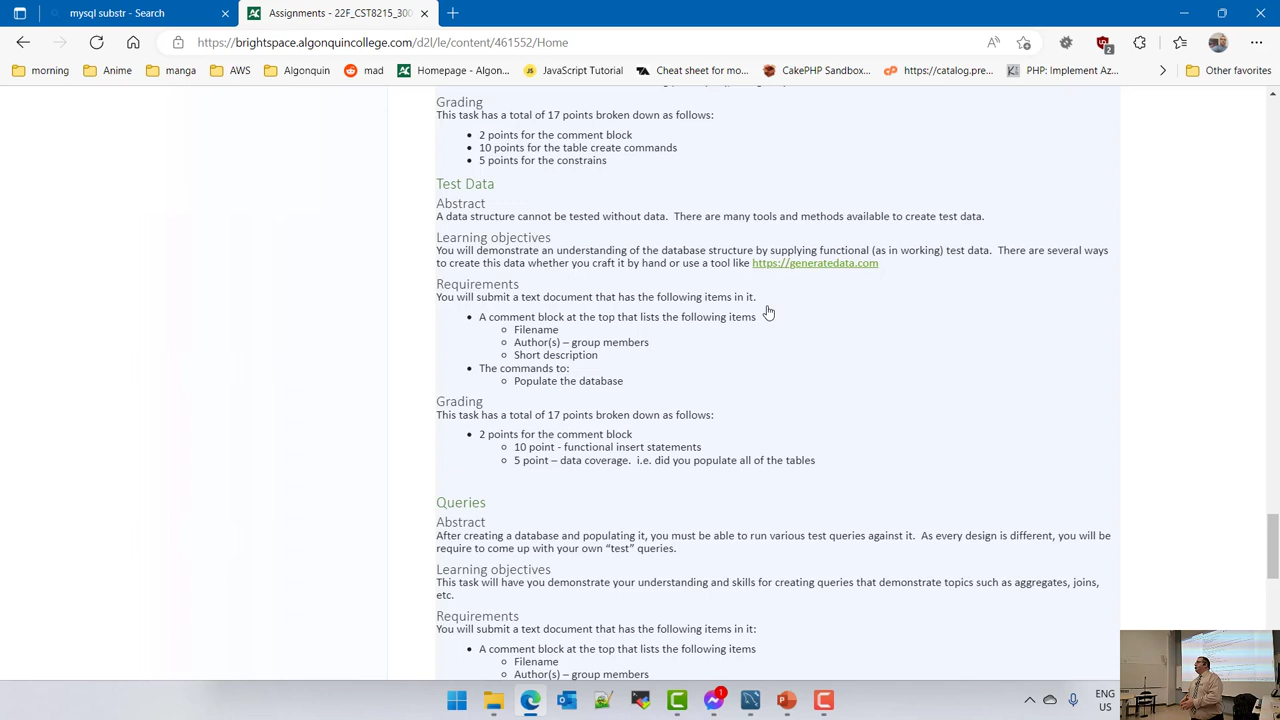 mysql substr - Search
Assignments - 22F_CST8215_300
https://brightspace.algonquincollege.com/d2l/le/content/461552/Home
morning
Anime
manga
AWS
Algonquin
mad
Homepage - Algon...
JavaScript Tutorial
Cheat sheet for mo...
CakePHP Sandbox...
https://catalog.pre...
PHP: Implement Az...
Other favorites
Grading
This task has a total of 17 points broken down as follows:
2 points for the comment block
10 points for the table create commands
5 points for the constrains
Test Data
Abstract
A data structure cannot be tested without data. There are many tools and methods available to create test data.
Learning objectives
You will demonstrate an understanding of the database structure by supplying functional (as in working) test data. There are several ways
to create this data whether you craft it by hand or use a tool like https://generatedata.com
Requirements
You will submit a text document that has the following items in it.
A comment block at the top that lists the following items
Filename
Author(s) – group members
Short description
The commands to:
Populate the database
Grading
This task has a total of 17 points broken down as follows:
2 points for the comment block
10 point - functional insert statements
5 point – data coverage. i.e. did you populate all of the tables
Queries
Abstract
After creating a database and populating it, you must be able to run various test queries against it. As every design is different, you will be
require to come up with your own “test” queries.
Learning objectives
This task will have you demonstrate your understanding and skills for creating queries that demonstrate topics such as aggregates, joins,
etc.
Requirements
You will submit a text document that has the following items in it:
A comment block at the top that lists the following items
Filename
Author(s) – group members
ENG
US